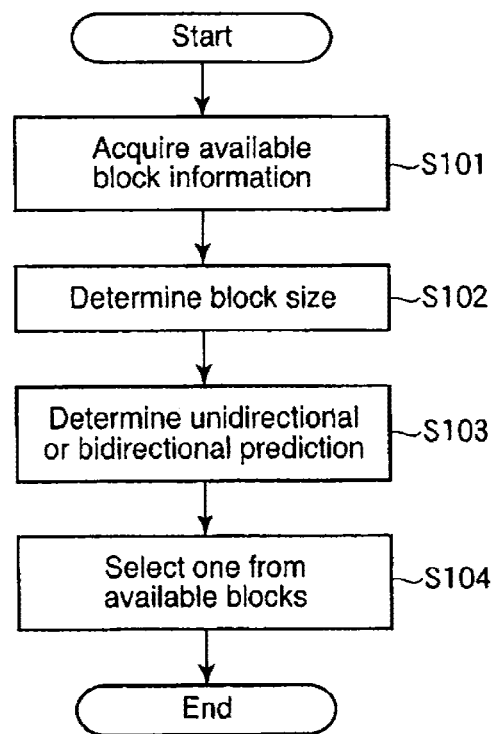 Start
Acquire available
block information
S101
Determine block size
S102
Determine unidirectional
or bidirectional prediction
S103
Select one from
available blocks
S104
End